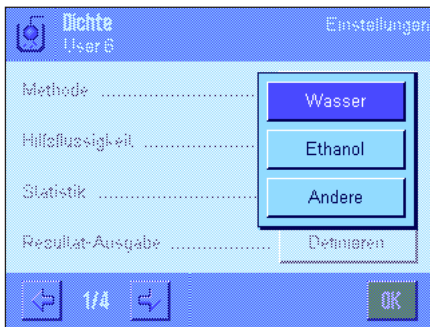 Dichte
Einstellungen
User 6
Methode ........................
Wasser
Hilfsflüssigkeit .................
Ethanol
Statistik ........................
Andere
Resultat-Ausgabe ................ Definieren
1/4
OK